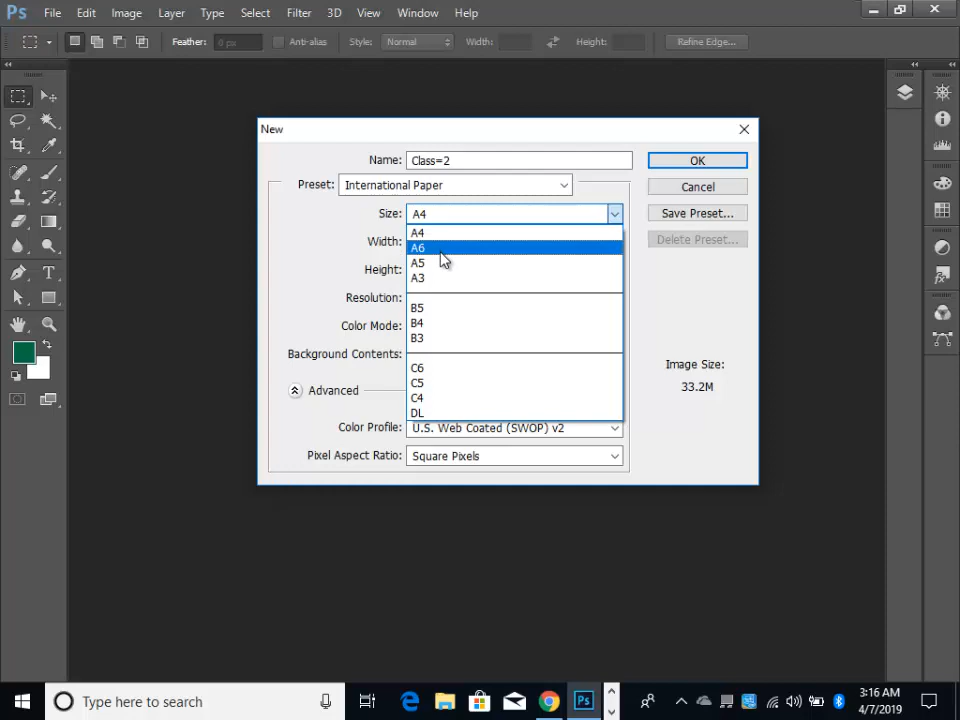 Ps File Edit Image Layer Type Select Filter 3D View Window Help
Feather: 0 px Anti-alias Style: Normal Width: Height: Refine Edge...
New
Name: Class=2 OK
Preset: International Paper Cancel
Size: A4 Save Preset...
Width: A4 Delete Preset...
A6
A5
Height: A3
Resolution: B5
Color Mode: B4
B3
Background Contents: C6
C5
Advanced C4
DL
Image Size:
33.2M
Color Profile: U.S. Web Coated (SWOP) v2
Pixel Aspect Ratio: Square Pixels
Type here to search
Ps
3:16 AM
4/7/2019